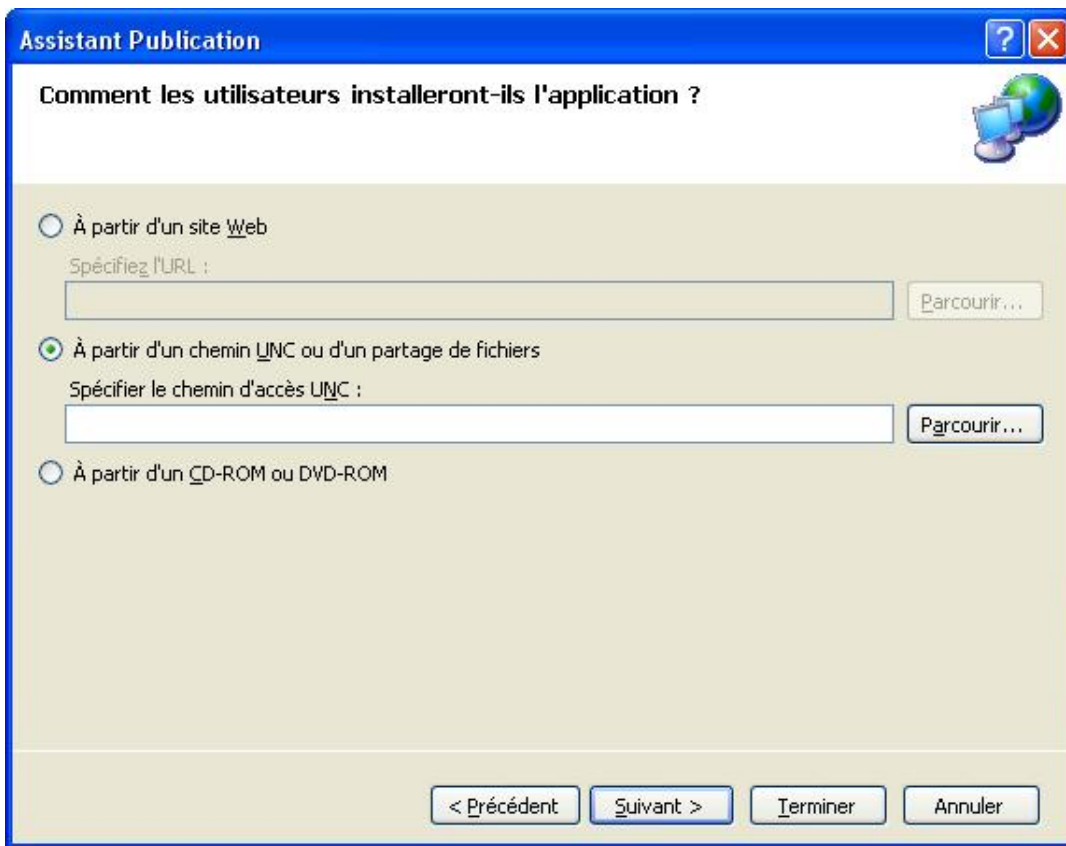 Assistant Publication
Comment les utilisateurs installeront-ils l'application ?
À partir d'un site Web
Spécifiez l'URL :
Parcourir...
À partir d'un chemin UNC ou d'un partage de fichiers
Spécifier le chemin d'accès UNC :
Parcourir...
À partir d'un CD-ROM ou DVD-ROM
< Précédent Suivant > Terminer Annuler